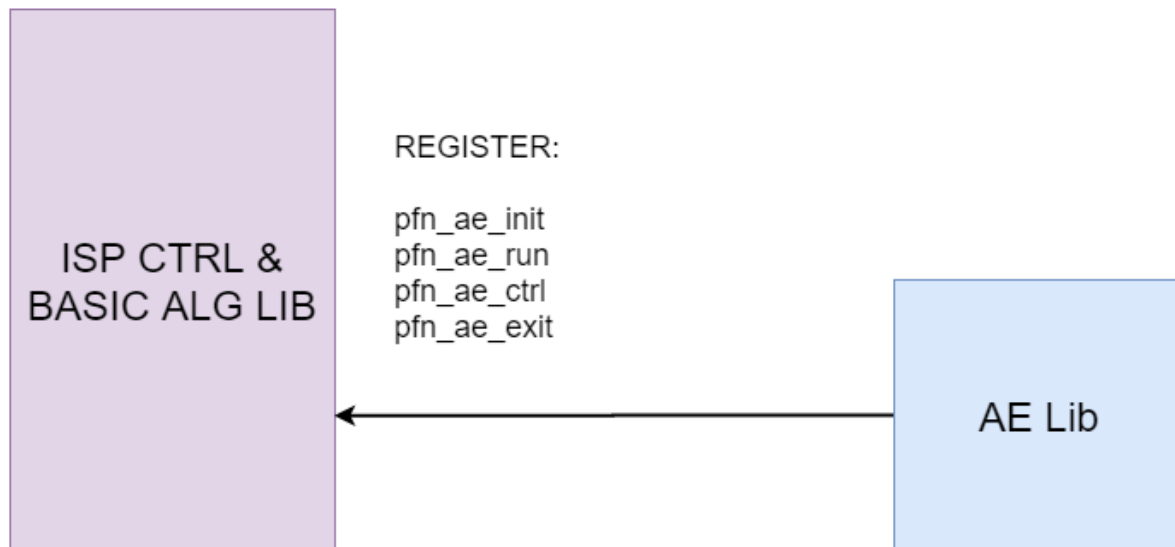 ISP CTRL &
BASIC ALG LIB
REGISTER:
pfn_ae_init
pfn_ae_run
pfn_ae_ctrl
pfn_ae_exit
AE Lib